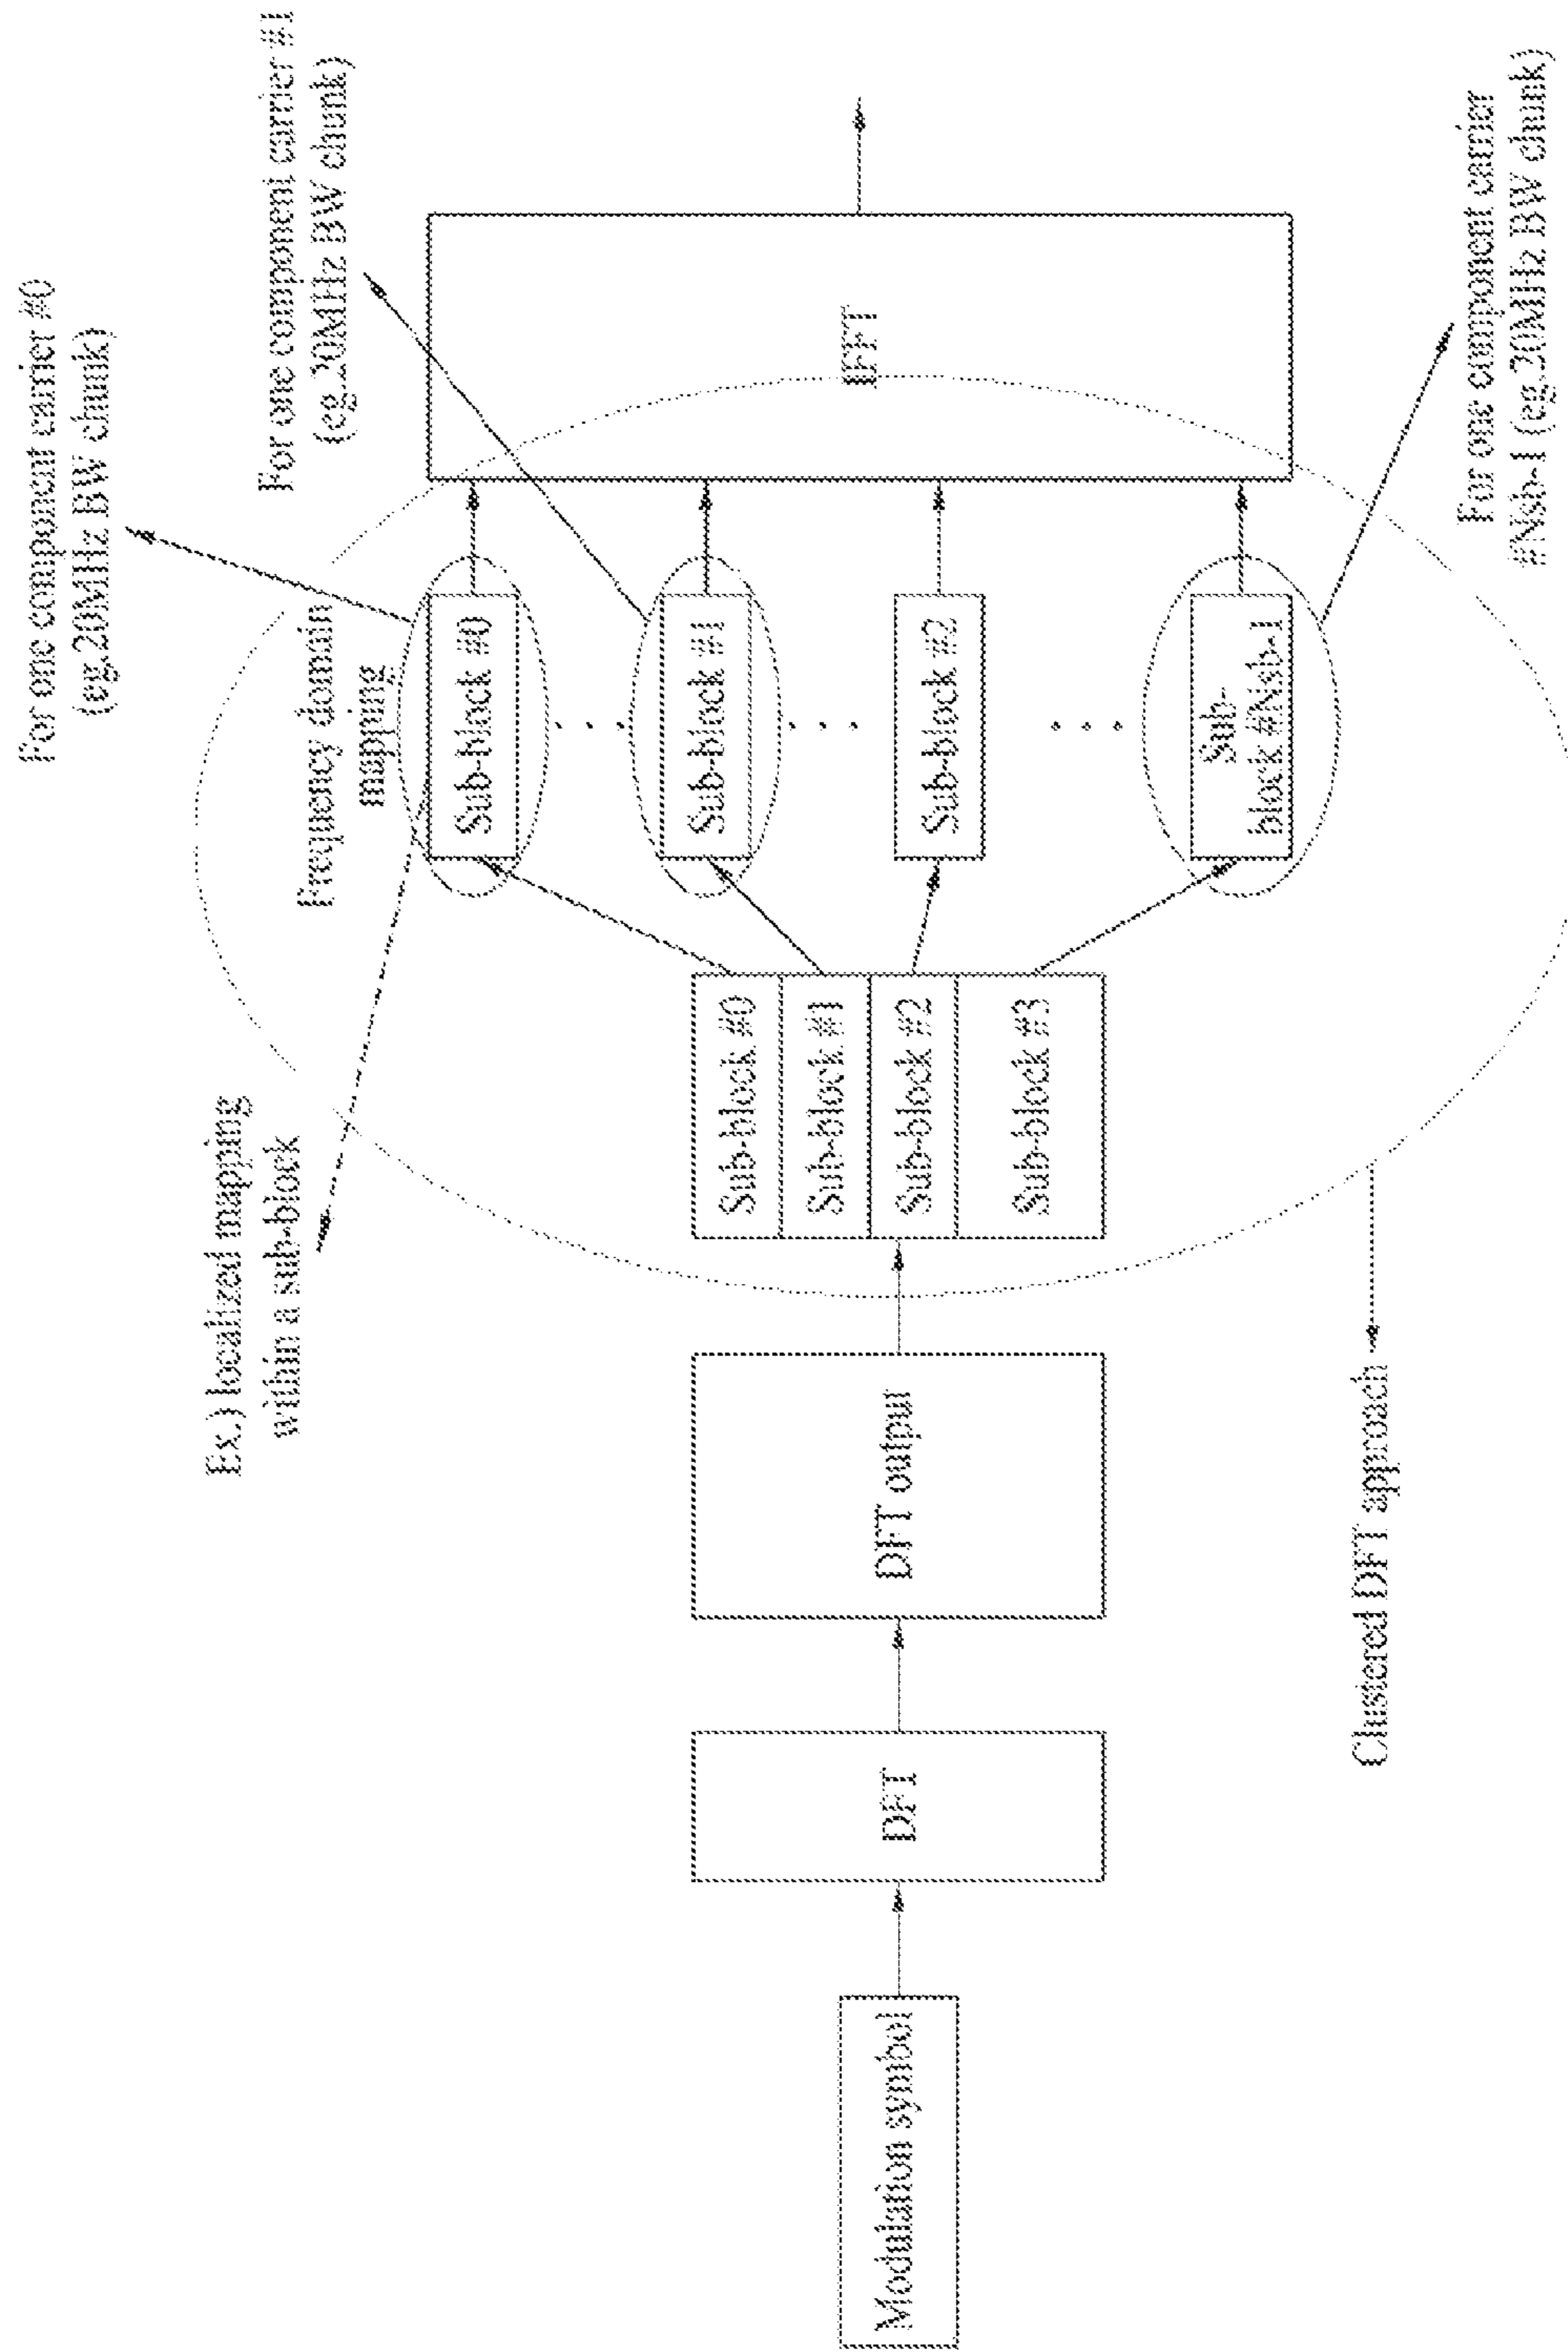 Modulation symbol
DFT
DFT output
Sub-block #0
Sub-block #1
Sub-block #2
Sub-block #3
Ex.) localized mapping
within a sub-block
Frequency domain
mapping
Sub-block #0
Sub-block #1
Sub-block #2
Sub-
block #Nsb-1
For one component carrier #0
(eg.20MHz BW chunk)
For one component carrier #1
(eg.20MHz BW chunk)
IFFT
For one component carrier
#Nsb-1 (eg.20MHz BW chunk)
Clustered DFT approach